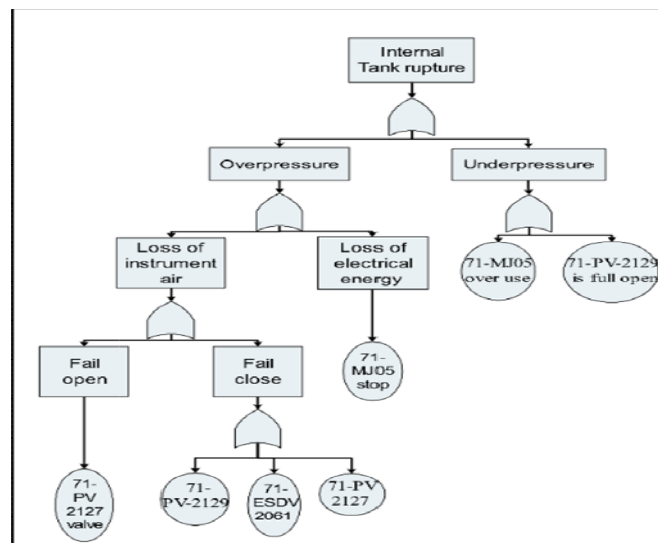 Internal
Tank rupture
Overpressure
Underpressure
Loss of
instrument
air
Loss of
electrical
energy
71-MJ05
over use
71-PV-2129
is full open
Fail
open
Fail
close
71-
MJ05
stop
71-
PV
2127
valve
71-
PV-2129
71-
ESDV
2061
71-PV
2127